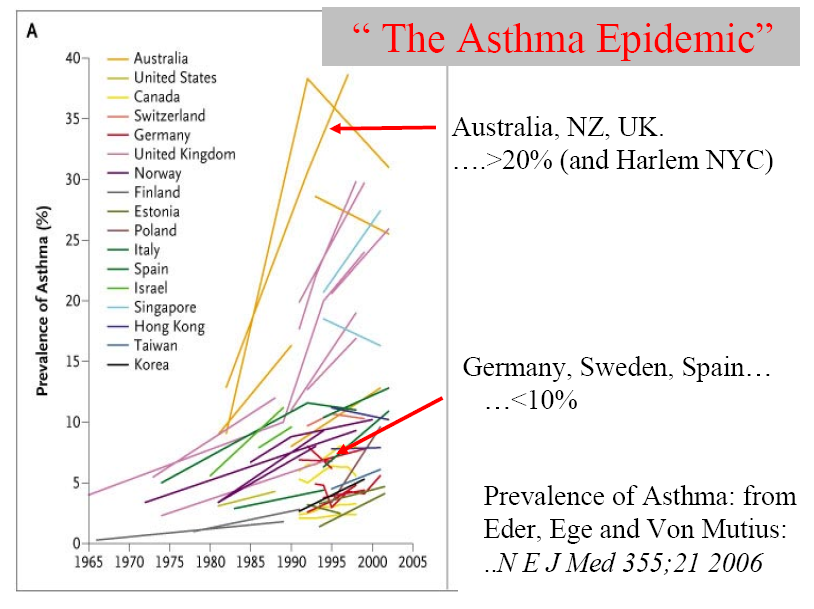 “ The Asthma Epidemic”
A
Prevalence of Asthma (%)
40
35
30
25
20
15
10
5
0
1965 1970 1975 1980 1985 1990 1995 2000 2005
Australia
United States
Canada
Switzerland
Germany
United Kingdom
Norway
Finland
Estonia
Poland
Italy
Spain
Israel
Singapore
Hong Kong
Taiwan
Korea
Australia, NZ, UK.
….>20% (and Harlem NYC)
Germany, Sweden, Spain…
…<10%
Prevalence of Asthma: from
Eder, Ege and Von Mutius:
..N E J Med 355;21 2006